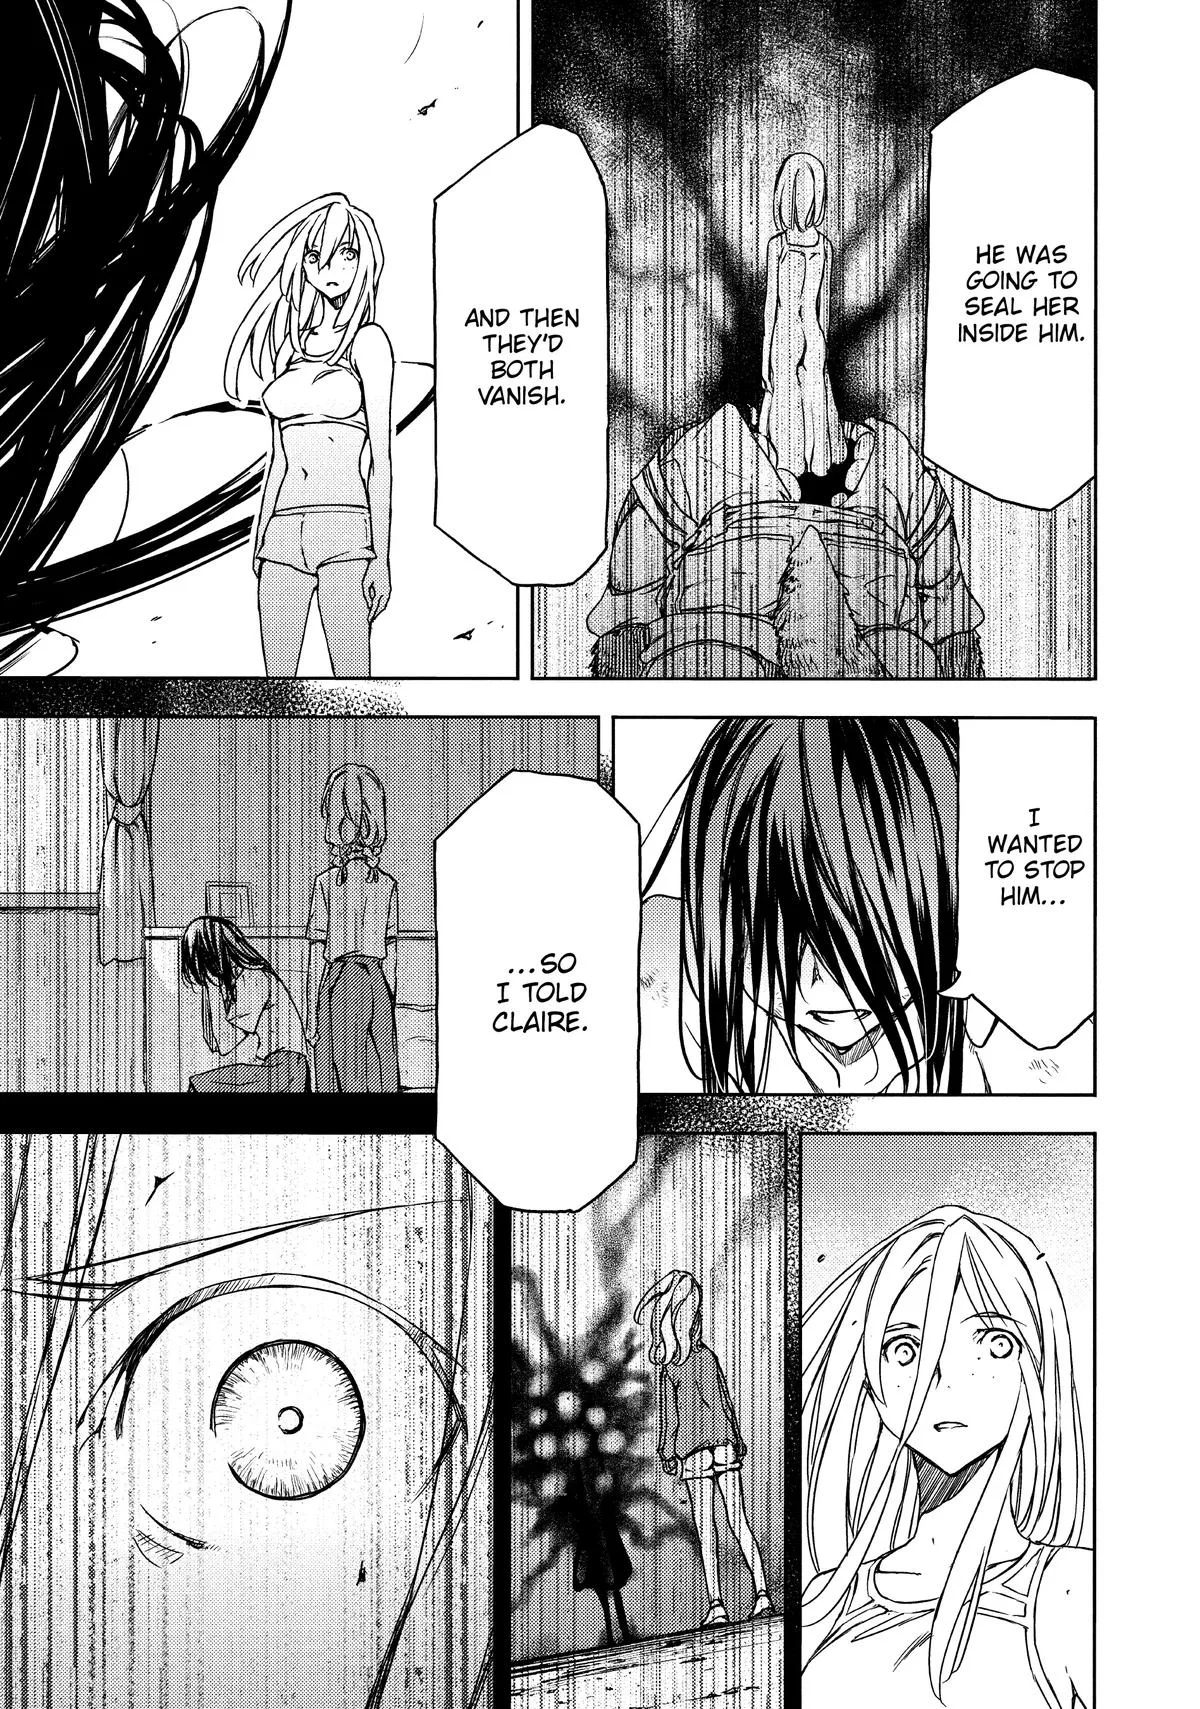 HE WAS
GOING TO
SEAL HER
INSIDE HIM.
AND THEN
THEY'D
BOTH
VANISH.
I
WANTED
TO STOP
HIM...
...SO
I TOLD
CLAIRE.